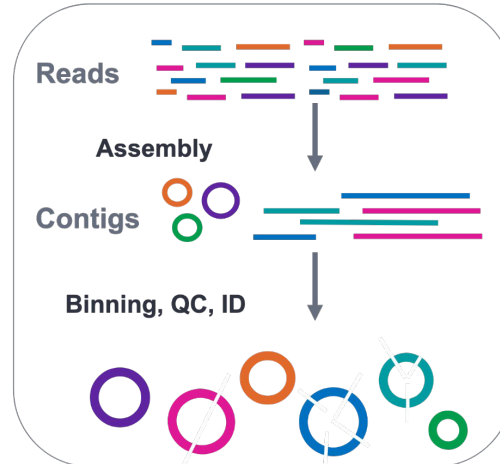 Reads
Assembly
Contigs
Binning, QC, ID